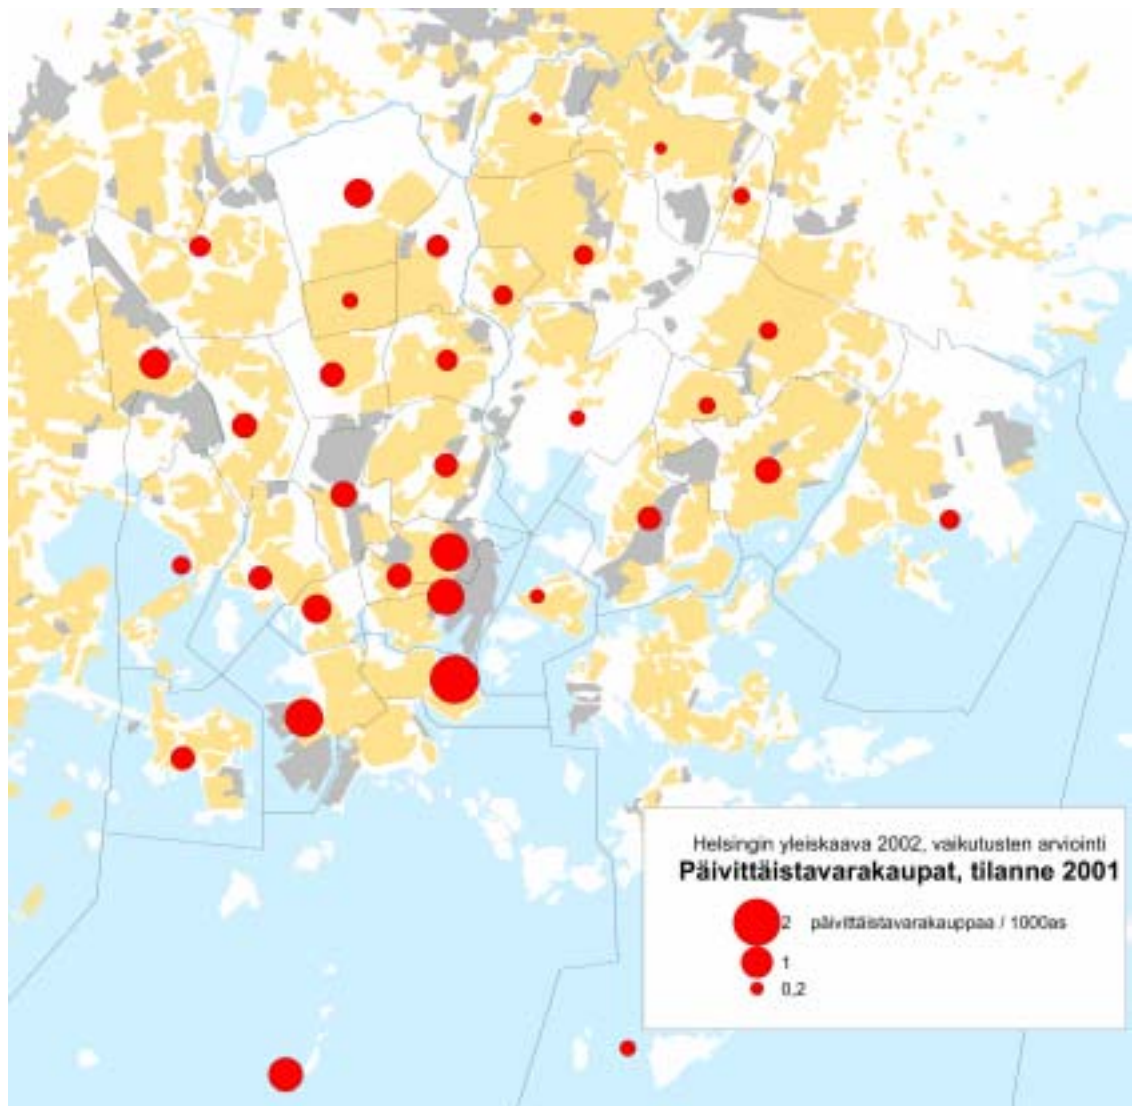 Helsingin yleiskaava 2002, vaikutusten arviointi
Päivittäistavarakaupat, tilanne 2001
2 päivittäistavarakauppaa / 1000as
1
0,2